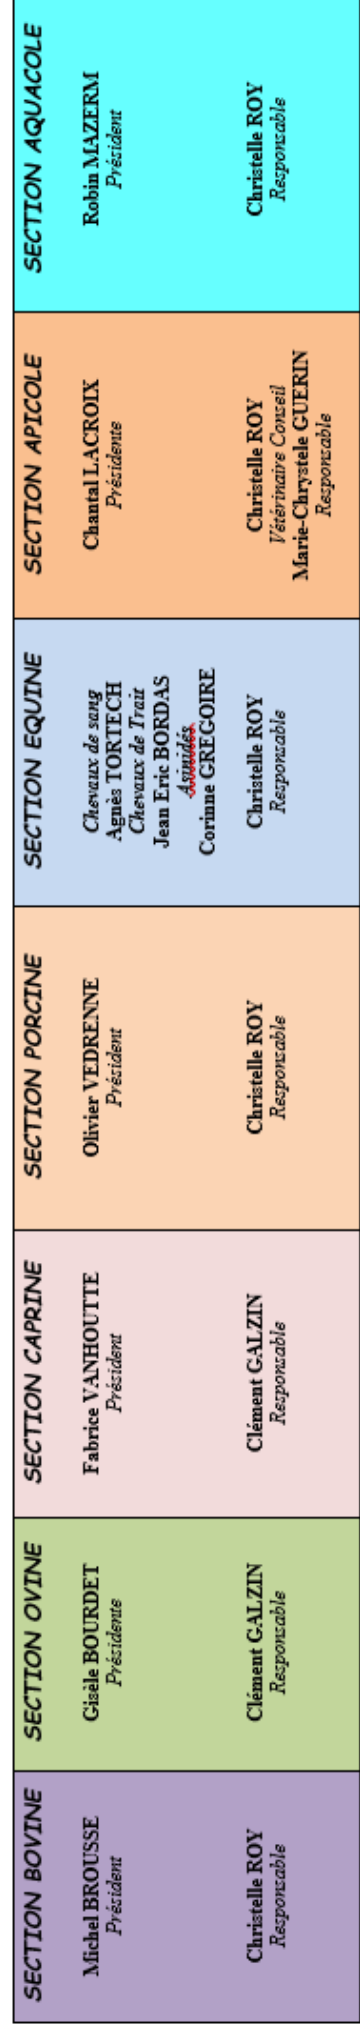 SECTION BOVINE
Michel BROUSSE
Président
Christelle ROY
Responsable
SECTION OVINE
Gisèle BOURDET
Présidente
Clément GALZIN
Responsable
SECTION CAPRINE
Fabrice VANHOUTTE
Président
Clément GALZIN
Responsable
SECTION PORCINE
Olivier VEDRENNE
Président
Christelle ROY
Responsable
SECTION EQUINE
Chevaux de sang
Agnès TORTECH
Chevaux de Trait
Jean Eric BORDAS
Asinidés
Corinne GREGOIRE
Christelle ROY
Responsable
SECTION APICOLE
Chantal LACROIX
Présidente
Christelle ROY
Vétérinaire Conseil
Marie-Chrystele GUERIN
Responsable
SECTION AQUACOLE
Robin MAZERM
Président
Christelle ROY
Responsable